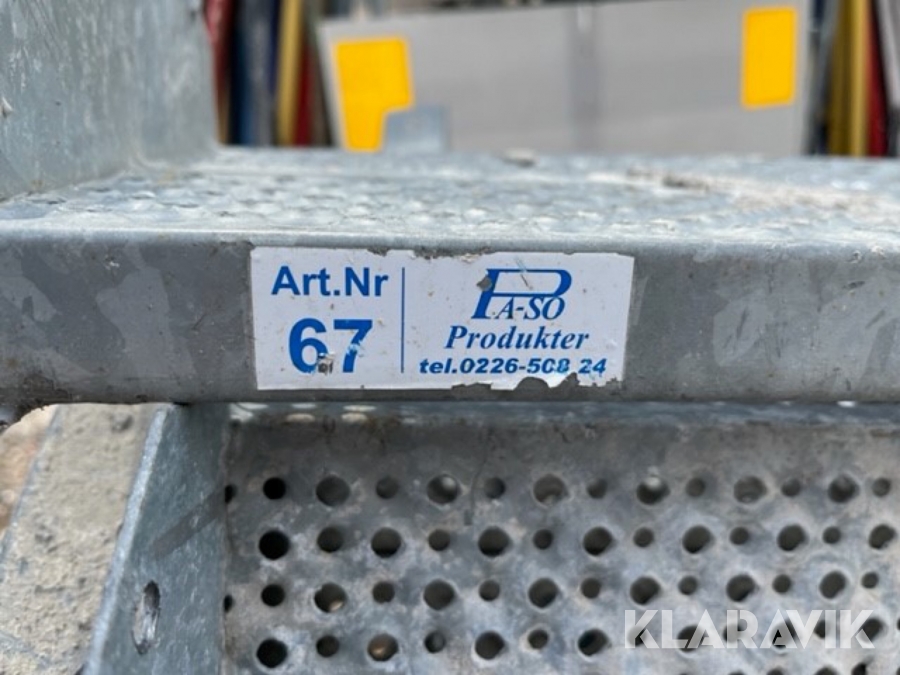 Art.Nr
67
PA-SO
Produkter
tel.0226-508 24
KLARAVIK